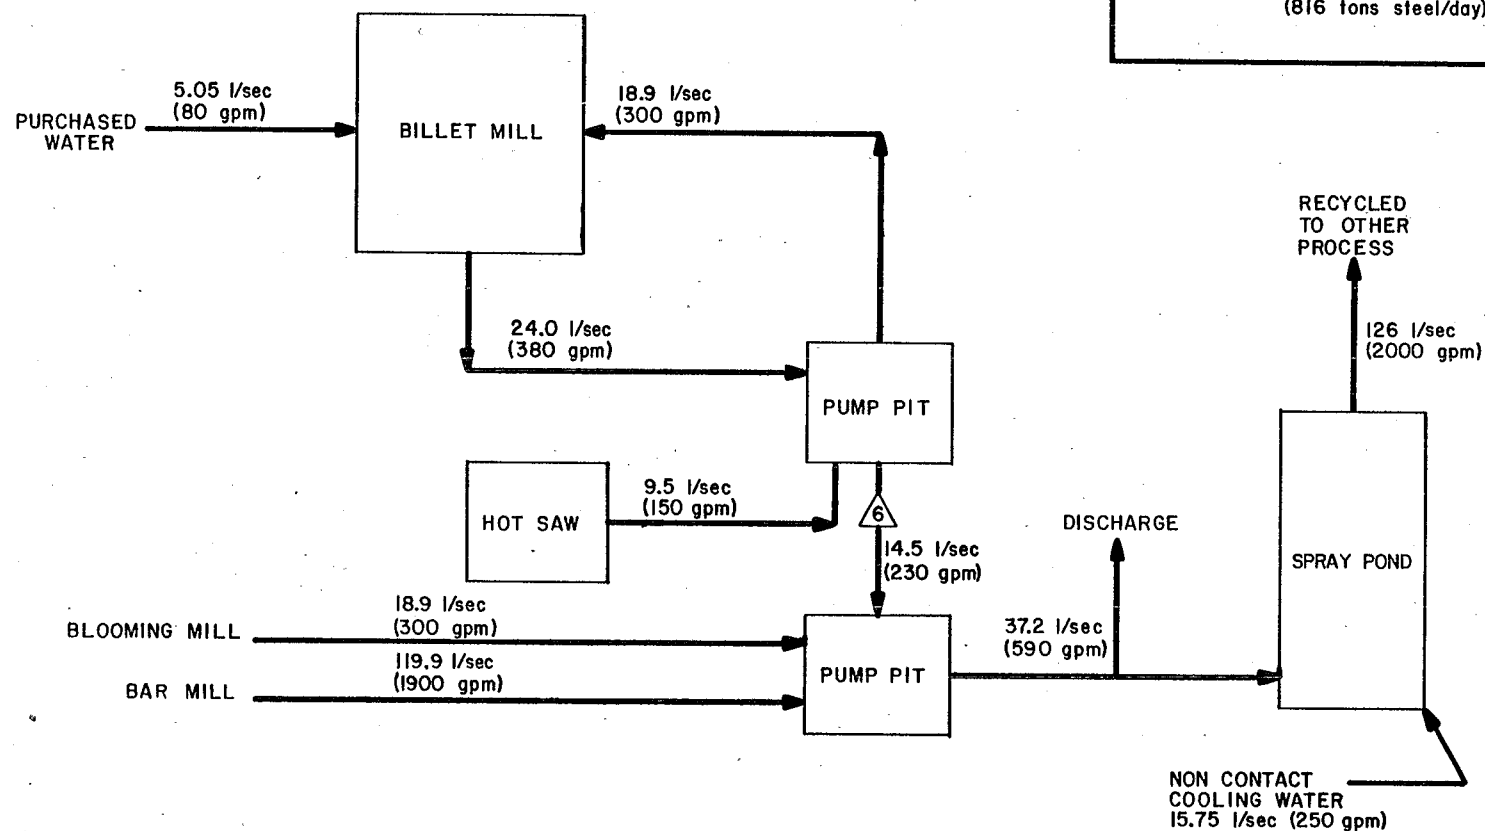 (816 tons steel/day)
5.05 l/sec
(80 gpm)
PURCHASED
WATER
BILLET MILL
18.9 l/sec
(300 gpm)
RECYCLED
TO OTHER
PROCESS
126 l/sec
(2000 gpm)
24.0 l/sec
(380 gpm)
PUMP PIT
HOT SAW
9.5 l/sec
(150 gpm)
6
14.5 l/sec
(230 gpm)
DISCHARGE
SPRAY POND
BLOOMING MILL
18.9 l/sec
(300 gpm)
BAR MILL
119.9 l/sec
(1900 gpm)
PUMP PIT
37.2 l/sec
(590 gpm)
NON CONTACT
COOLING WATER
15.75 l/sec (250 gpm)